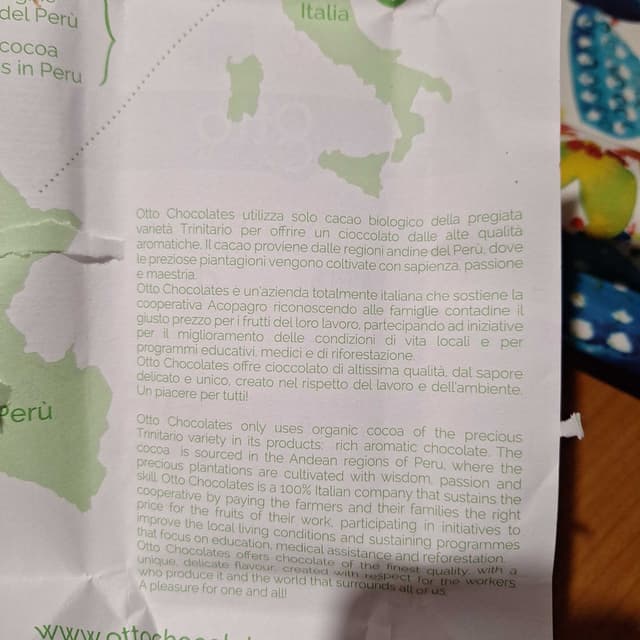 del Perù
cocoa
s in Peru
Italia
Otto Chocolates utilizza solo cacao biologico della pregiata
varietà Trinitario per offrire un cioccolato dalle alte qualità
aromatiche. Il cacao proviene dalle regioni andine del Perù, dove
le preziose piantagioni vengono coltivate con sapienza, passione
e maestria.
Otto Chocolates è un'azienda totalmente italiana che sostiene la
cooperativa Acopagro riconoscendo alle famiglie contadine il
giusto prezzo per i frutti del loro lavoro, partecipando ad iniziative
per il miglioramento delle condizioni di vita locali e per
programmi educativi, medici e di riforestazione.
Otto Chocolates offre cioccolato di altissima qualità, dal sapore
delicato e unico, creato nel rispetto del lavoro e dell'ambiente.
Un piacere per tutti!
Perù
Otto Chocolates only uses organic cocoa of the precious
Trinitario variety in its products: rich aromatic chocolate. The
cocoa is sourced in the Andean regions of Peru, where the
precious plantations are cultivated with wisdom, passion and
skill. Otto Chocolates is a 100% Italian company that sustains the
cooperative by paying the farmers and their families the right
price for the fruits of their work, participating in initiatives to
improve the local living conditions and sustaining programmes
that focus on education, medical assistance and reforestation.
Otto Chocolates offers chocolate of the finest quality, with a
unique, delicate flavour, created with respect for the workers
who produce it and the world that surrounds all of us.
A pleasure for one and all!